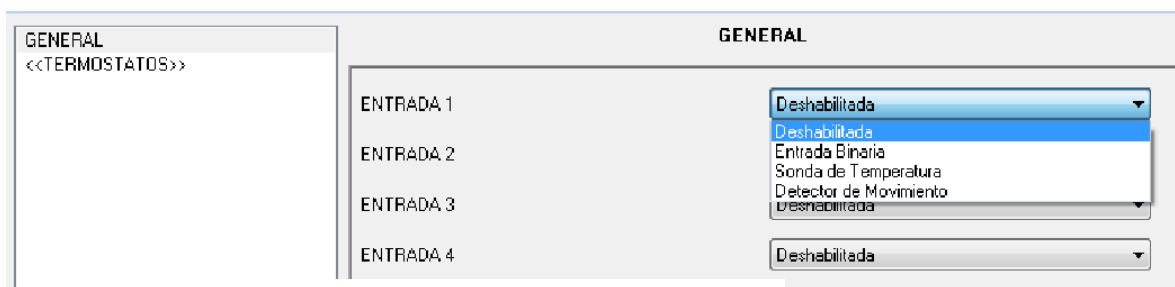 GENERAL
<<TERMOSTATOS>>
GENERAL
ENTRADA 1
Deshabilitada
Deshabilitada
Entrada Binaria
Sonda de Temperatura
Detector de Movimiento
ENTRADA 2
ENTRADA 3
Deshabilitada
ENTRADA 4
Deshabilitada